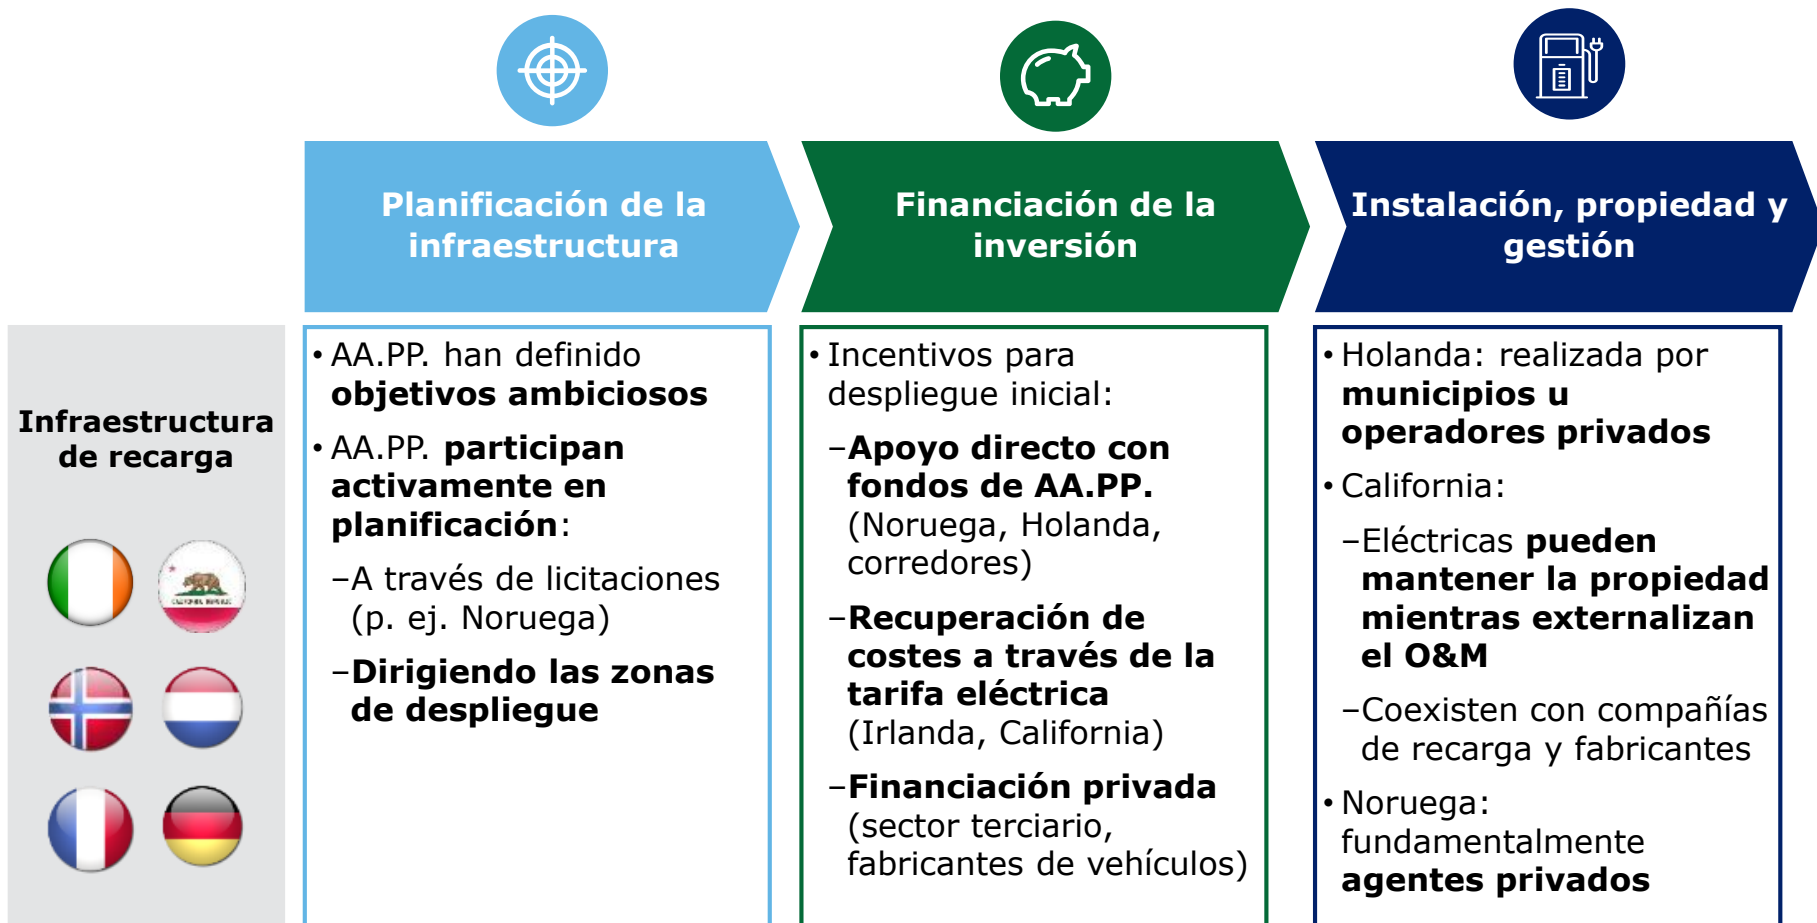 Planificación de la
infraestructura
Financiación de la
inversión
Instalación, propiedad y
gestión
Infraestructura
de recarga
CALIFORNIA REPUBLIC
• AA.PP. han definido
objetivos ambiciosos
• AA.PP. participan
activamente en
planificación:
–A través de licitaciones
(p. ej. Noruega)
–Dirigiendo las zonas
de despliegue
• Incentivos para
despliegue inicial:
–Apoyo directo con
fondos de AA.PP.
(Noruega, Holanda,
corredores)
–Recuperación de
costes a través de la
tarifa eléctrica
(Irlanda, California)
–Financiación privada
(sector terciario,
fabricantes de vehículos)
• Holanda: realizada por
municipios u
operadores privados
• California:
–Eléctricas pueden
mantener la propiedad
mientras externalizan
el O&M
–Coexisten con compañías
de recarga y fabricantes
• Noruega:
fundamentalmente
agentes privados